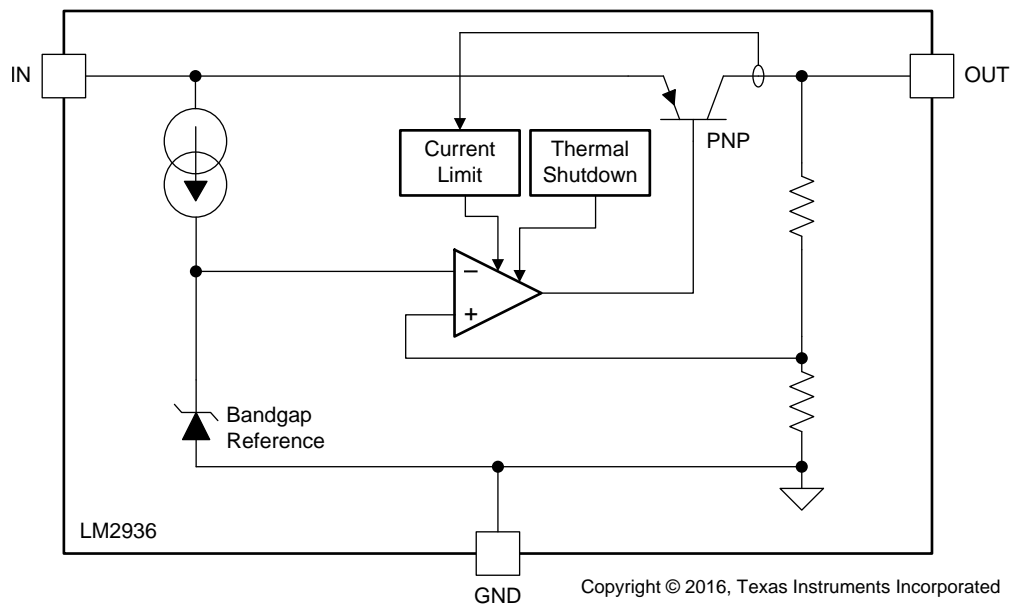 IN
OUT
PNP
Current
Limit
Thermal
Shutdown
−
+
Bandgap
Reference
LM2936
GND
Copyright © 2016, Texas Instruments Incorporated